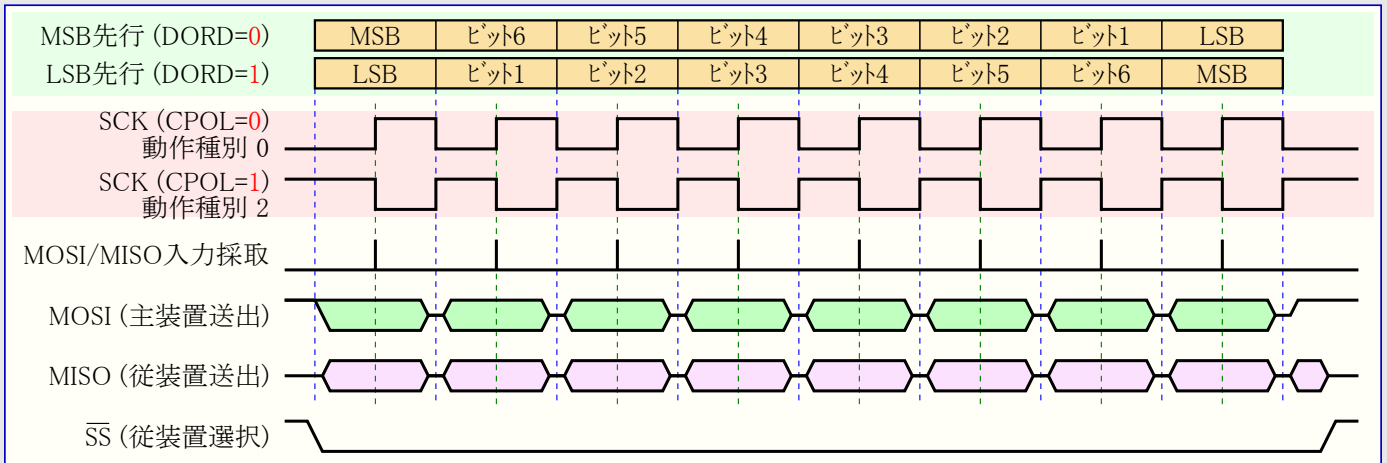 MSB先行 (DORD=0) MSB ビット6 ビット5 ビット4 ビット3 ビット2 ビット1 LSB
LSB先行 (DORD=1) LSB ビット1 ビット2 ビット3 ビット4 ビット5 ビット6 MSB
SCK (CPOL=0)
動作種別 0
SCK (CPOL=1)
動作種別 2
MOSI/MISO入力採取
MOSI (主装置送出)
MISO (従装置送出)
S̅S̅ (従装置選択)